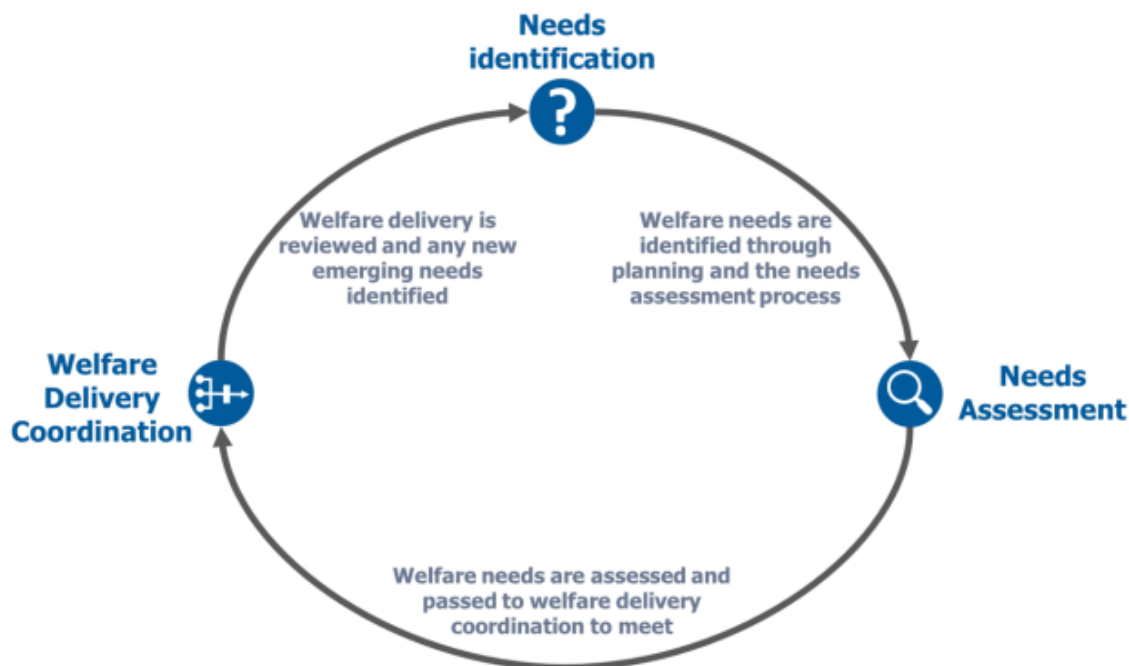 Needs
identification
?
Welfare delivery is
reviewed and any new
emerging needs
identified
Welfare needs are
identified through
planning and the needs
assessment process
Welfare
Delivery
Coordination
Needs
Assessment
Welfare needs are assessed and
passed to welfare delivery
coordination to meet